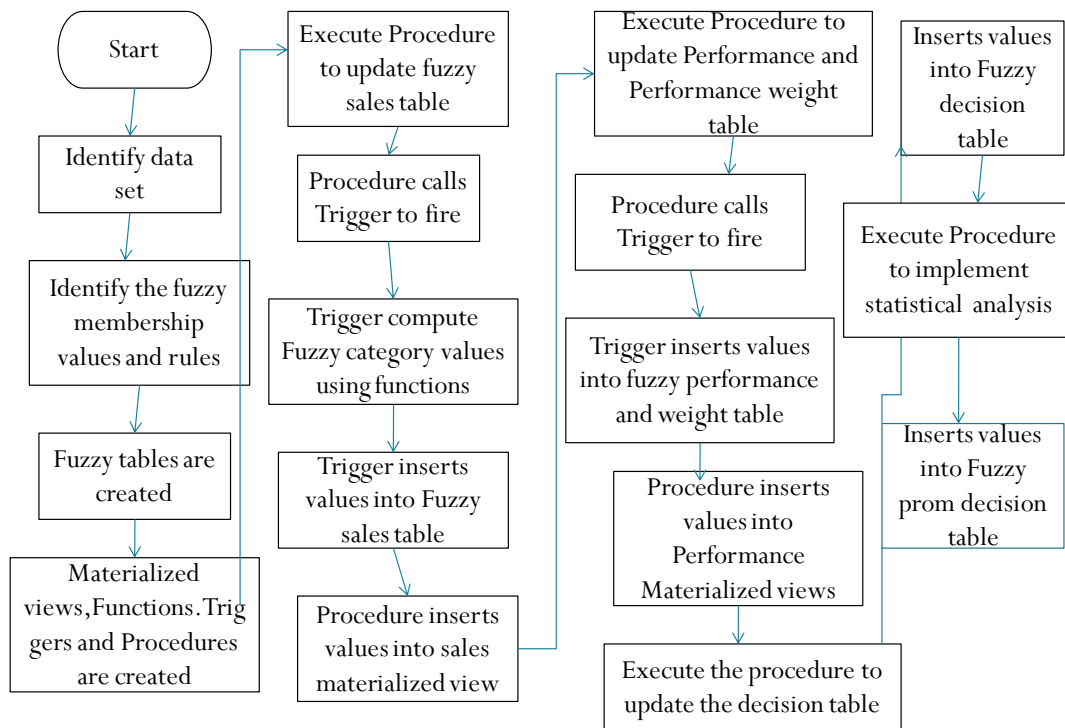 Start
Identify data
set
Identify the fuzzy
membership
values and rules
Fuzzy tables are
created
Materialized
views,Functions.Tri
ggers and Procedures
are created
Execute Procedure
to update fuzzy
sales table
Procedure calls
Trigger to fire
Trigger compute
Fuzzy category values
using functions
Trigger inserts
values into Fuzzy
sales table
Procedure inserts
values into sales
materialized view
Execute Procedure to
update Performance and
Performance weight
table
Procedure calls
Trigger to fire
Trigger inserts values
into fuzzy performance
and weight table
Procedure inserts
values into
Performance
Materialized views
Execute the procedure to
update the decision table
Inserts values
into Fuzzy
decision
table
Execute Procedure
to implement
statistical analysis
Inserts values
into Fuzzy
prom decision
table